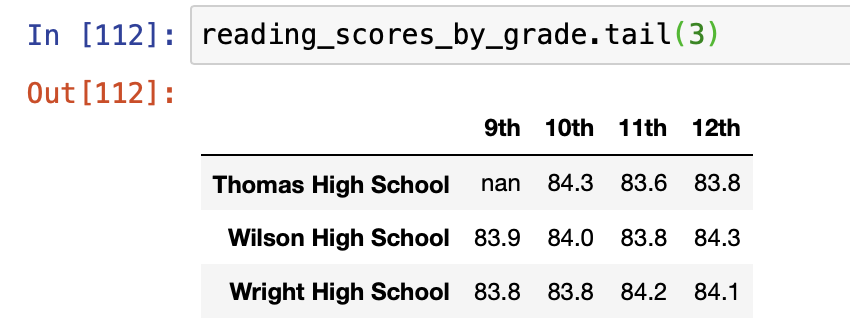 In [112]: reading_scores_by_grade.tail(3)
Out[112]:
9th 10th 11th 12th
Thomas High School nan 84.3 83.6 83.8
Wilson High School 83.9 84.0 83.8 84.3
Wright High School 83.8 83.8 84.2 84.1